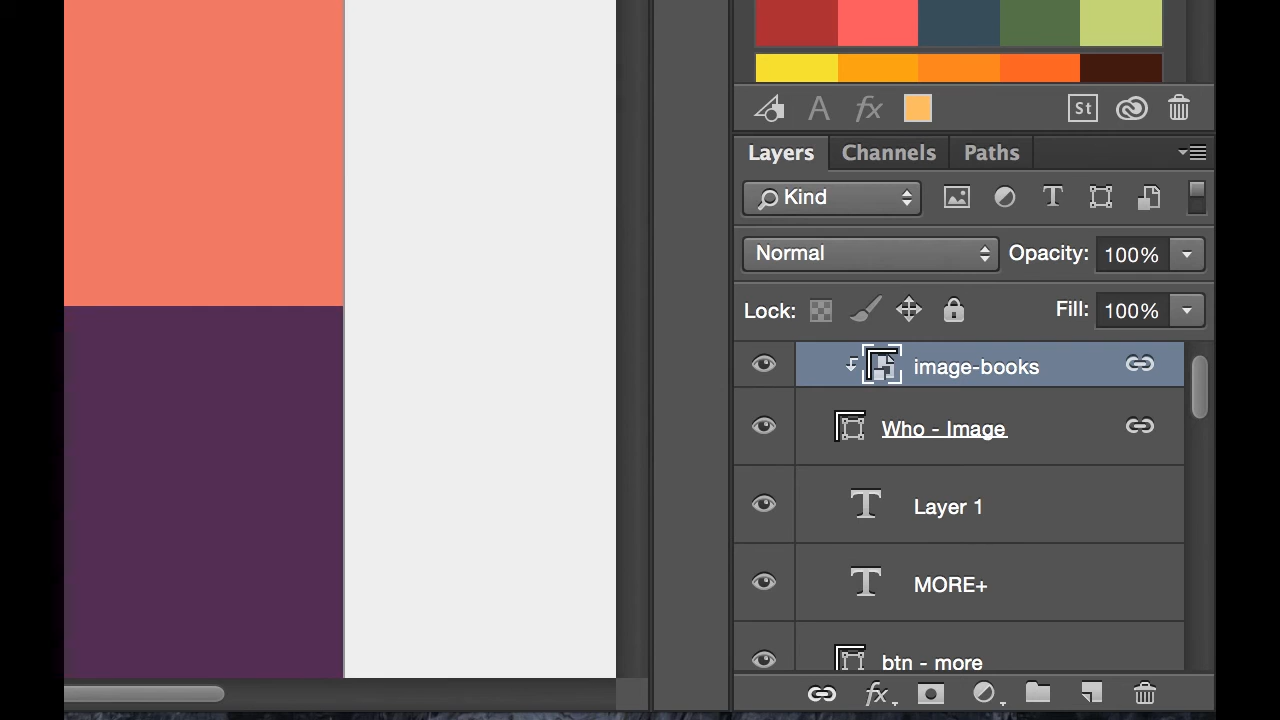 A fx St
Layers Channels Paths
Kind T
Normal Opacity: 100%
Lock: Fill: 100%
image-books
Who - Image
T Layer 1
T MORE+
btn - more
fx